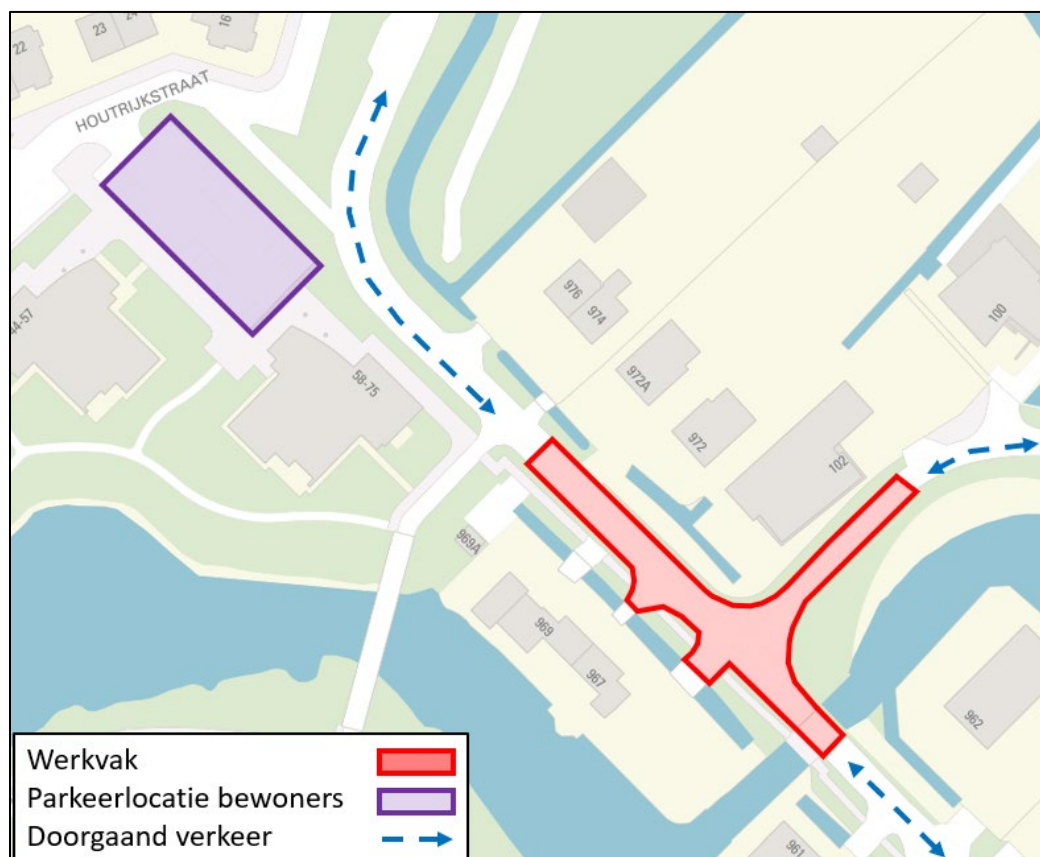 22
23
24
16
HOUTRIJKSTRAAT
44-57
58-75
976
974
972A
972
102
100
969A
969
967
962
961
Werkvak
Parkeerlocatie bewoners
Doorgaand verkeer